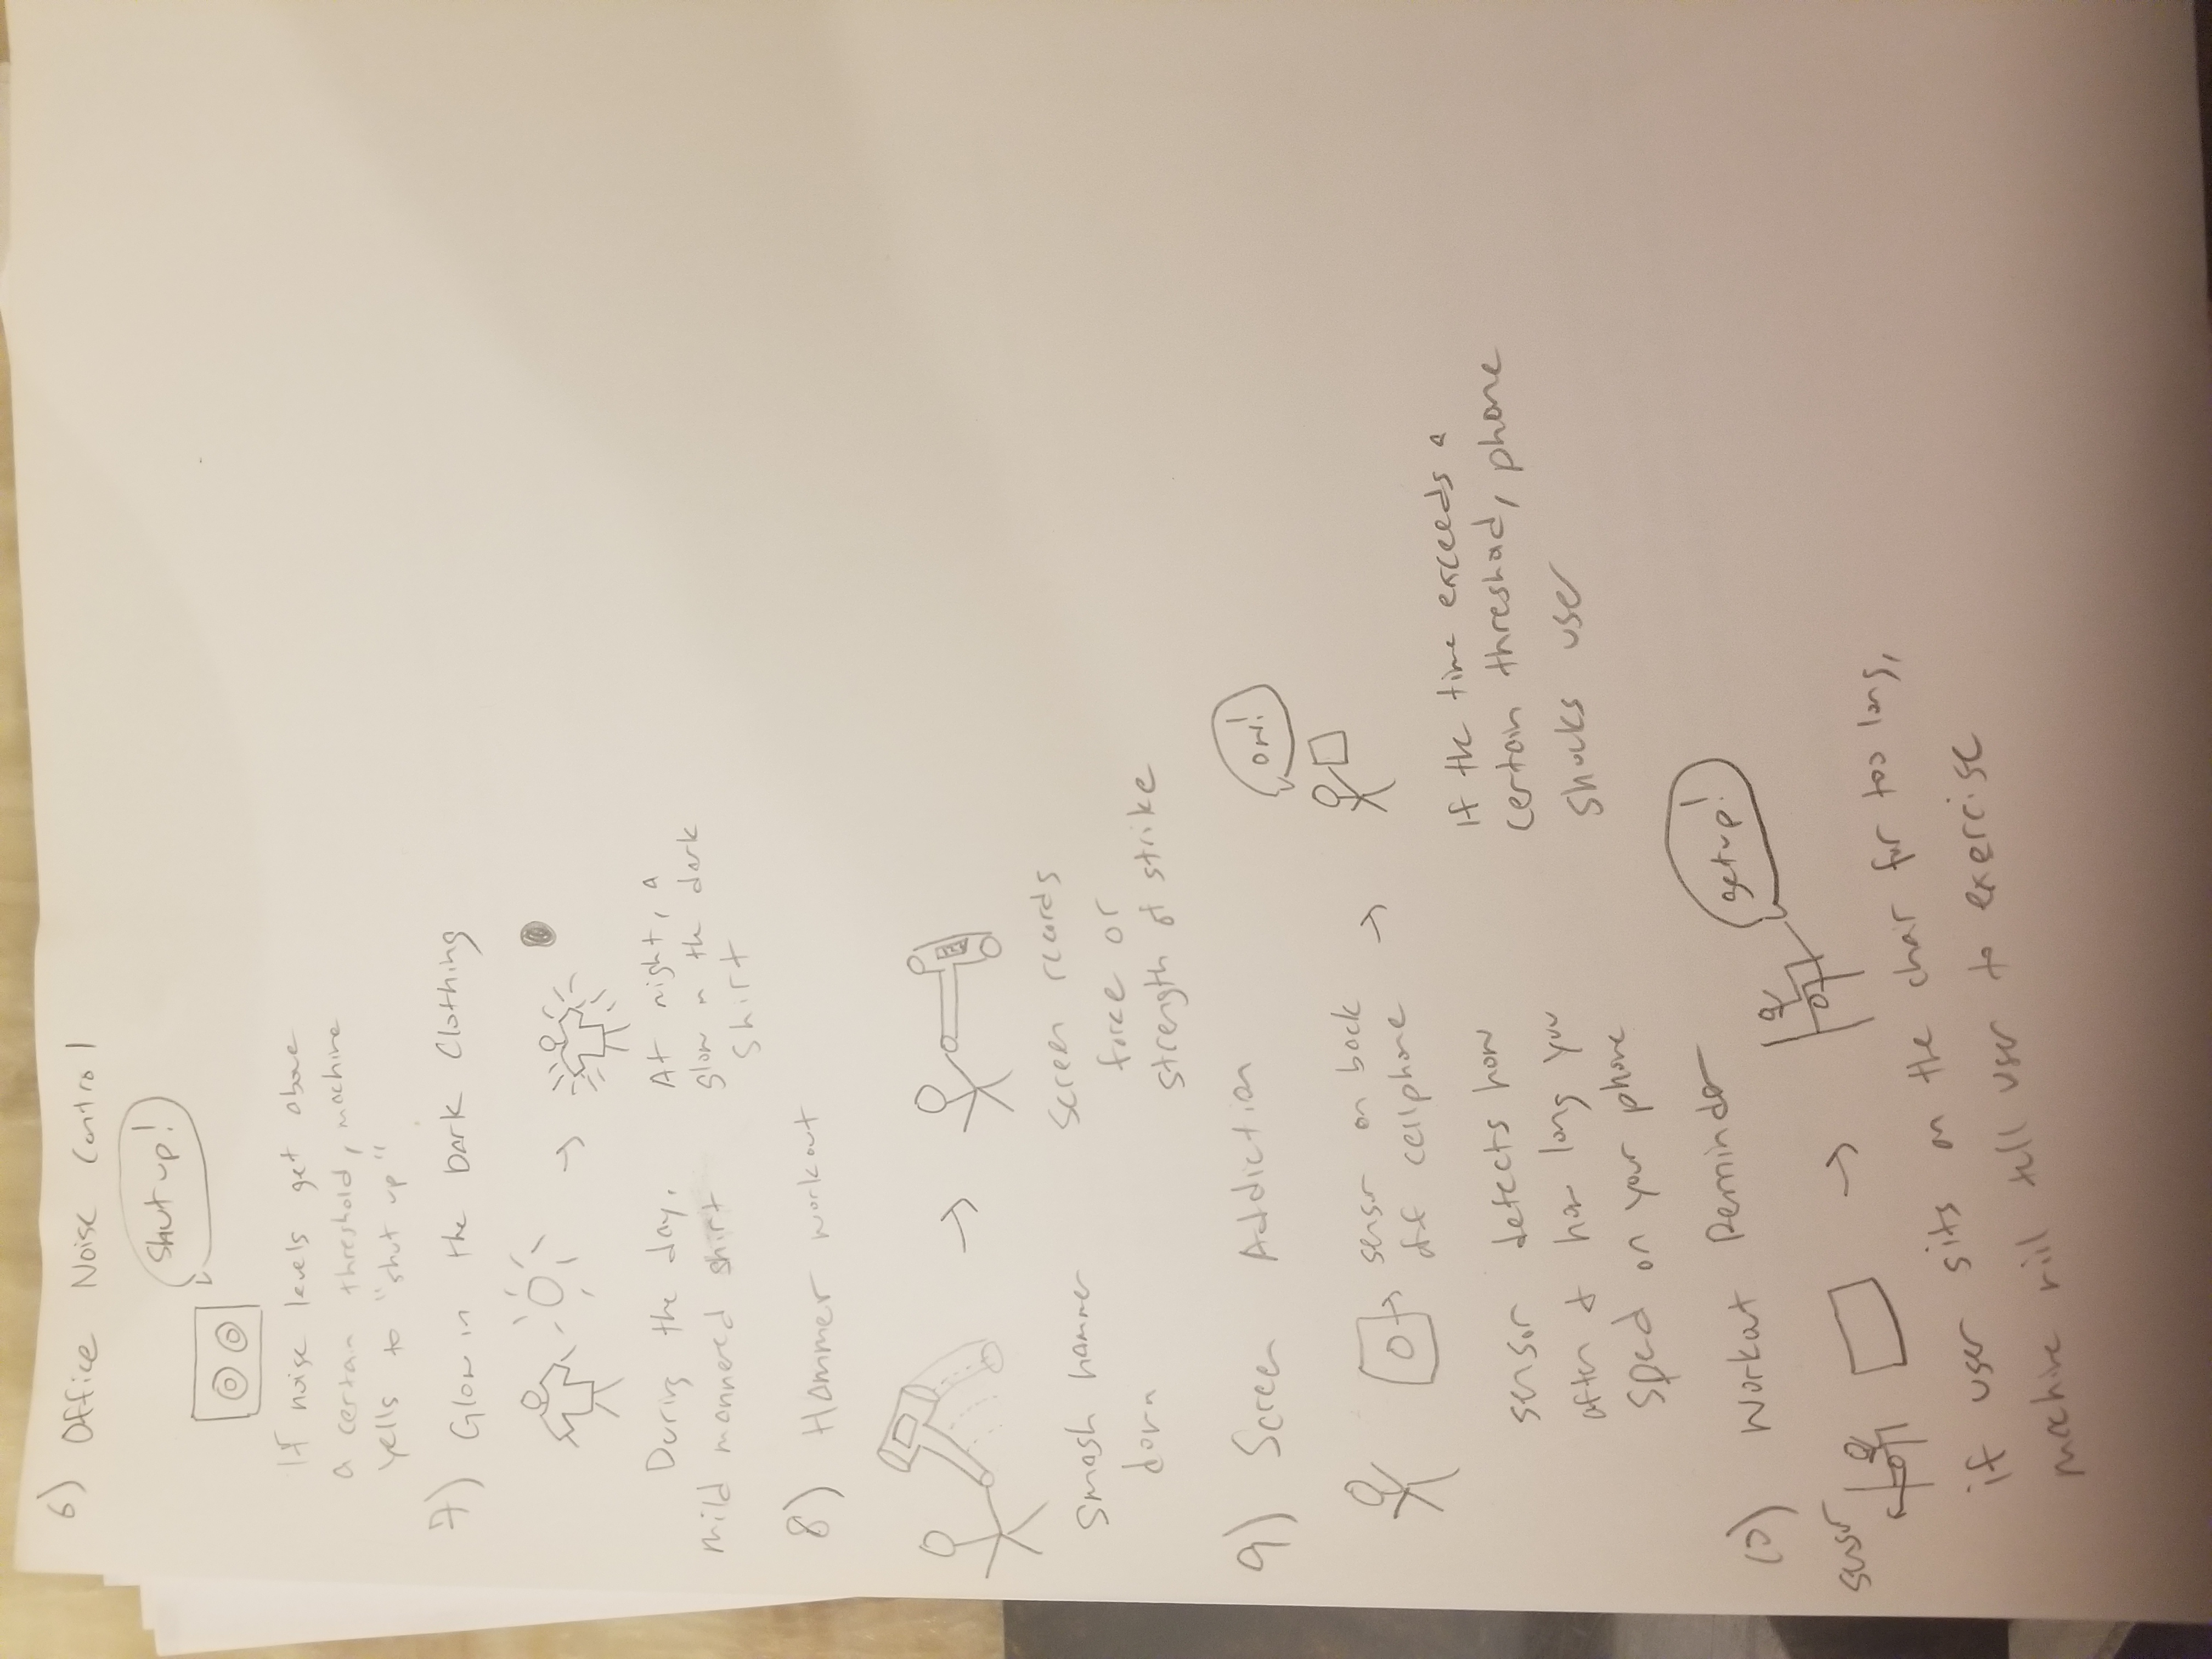 6) Office Noise Control
Shut up!
If noise levels get above
a certain threshold, machine
yells to "shut up"
7) Glow in the Dark Clothing
During the day,
mild mannered shirt
At night, a
glow in the dark
shirt
8) Hammer workout
Smash hammer
down
Screen records
force or
strength of strike
9) Screen Addiction
ow!
sensor on back
of cellphone
sensor detects how
often & how long you
spend on your phone
If the time exceeds a
certain threshold, phone
shocks user
10) Workout Reminder
get up!
sensor
if user sits on the chair for too long,
machine will tell user to exercise